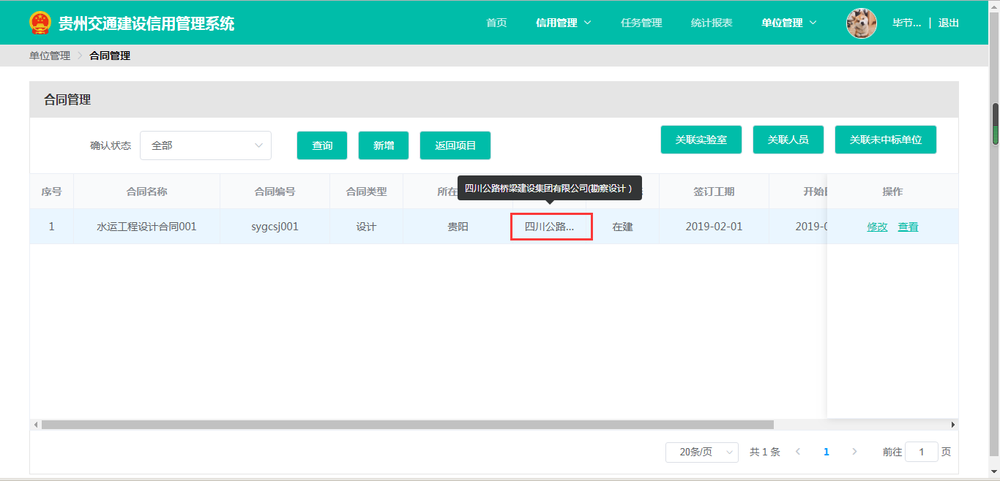 贵州交通建设信用管理系统 首页 信用管理 任务管理 统计报表 单位管理 毕节... | 退出
单位管理 > 合同管理
合同管理
确认状态 全部 查询 新增 返回项目 关联实验室 关联人员 关联未中标单位
四川公路桥梁建设集团有限公司(勘察设计 )
序号 合同名称 合同编号 合同类型 所在 签订工期 开始 操作
1 水运工程设计合同001 sygcsj001 设计 贵阳 四川公路... 在建 2019-02-01 2019-0 修改 查看
20条/页 共 1 条 < 1 > 前往 1 页